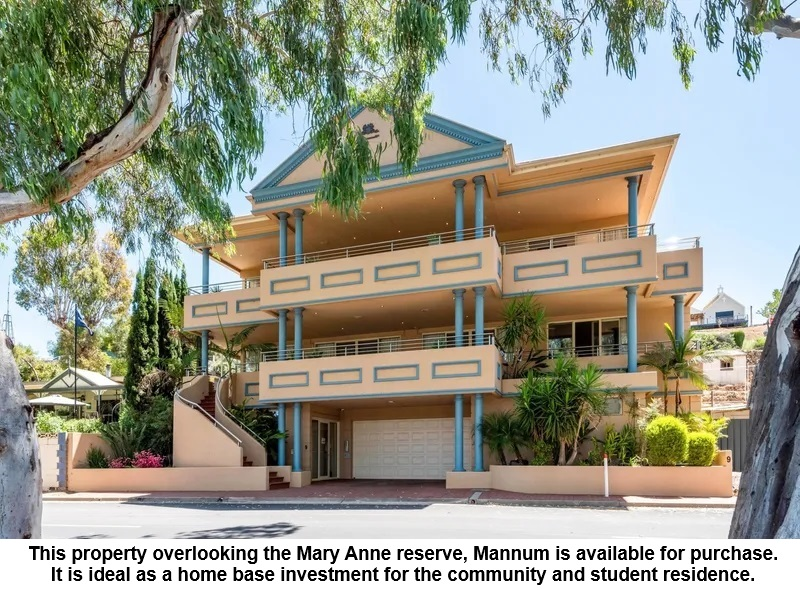 9
This property overlooking the Mary Anne reserve, Mannum is available for purchase.
It is ideal as a home base investment for the community and student residence.